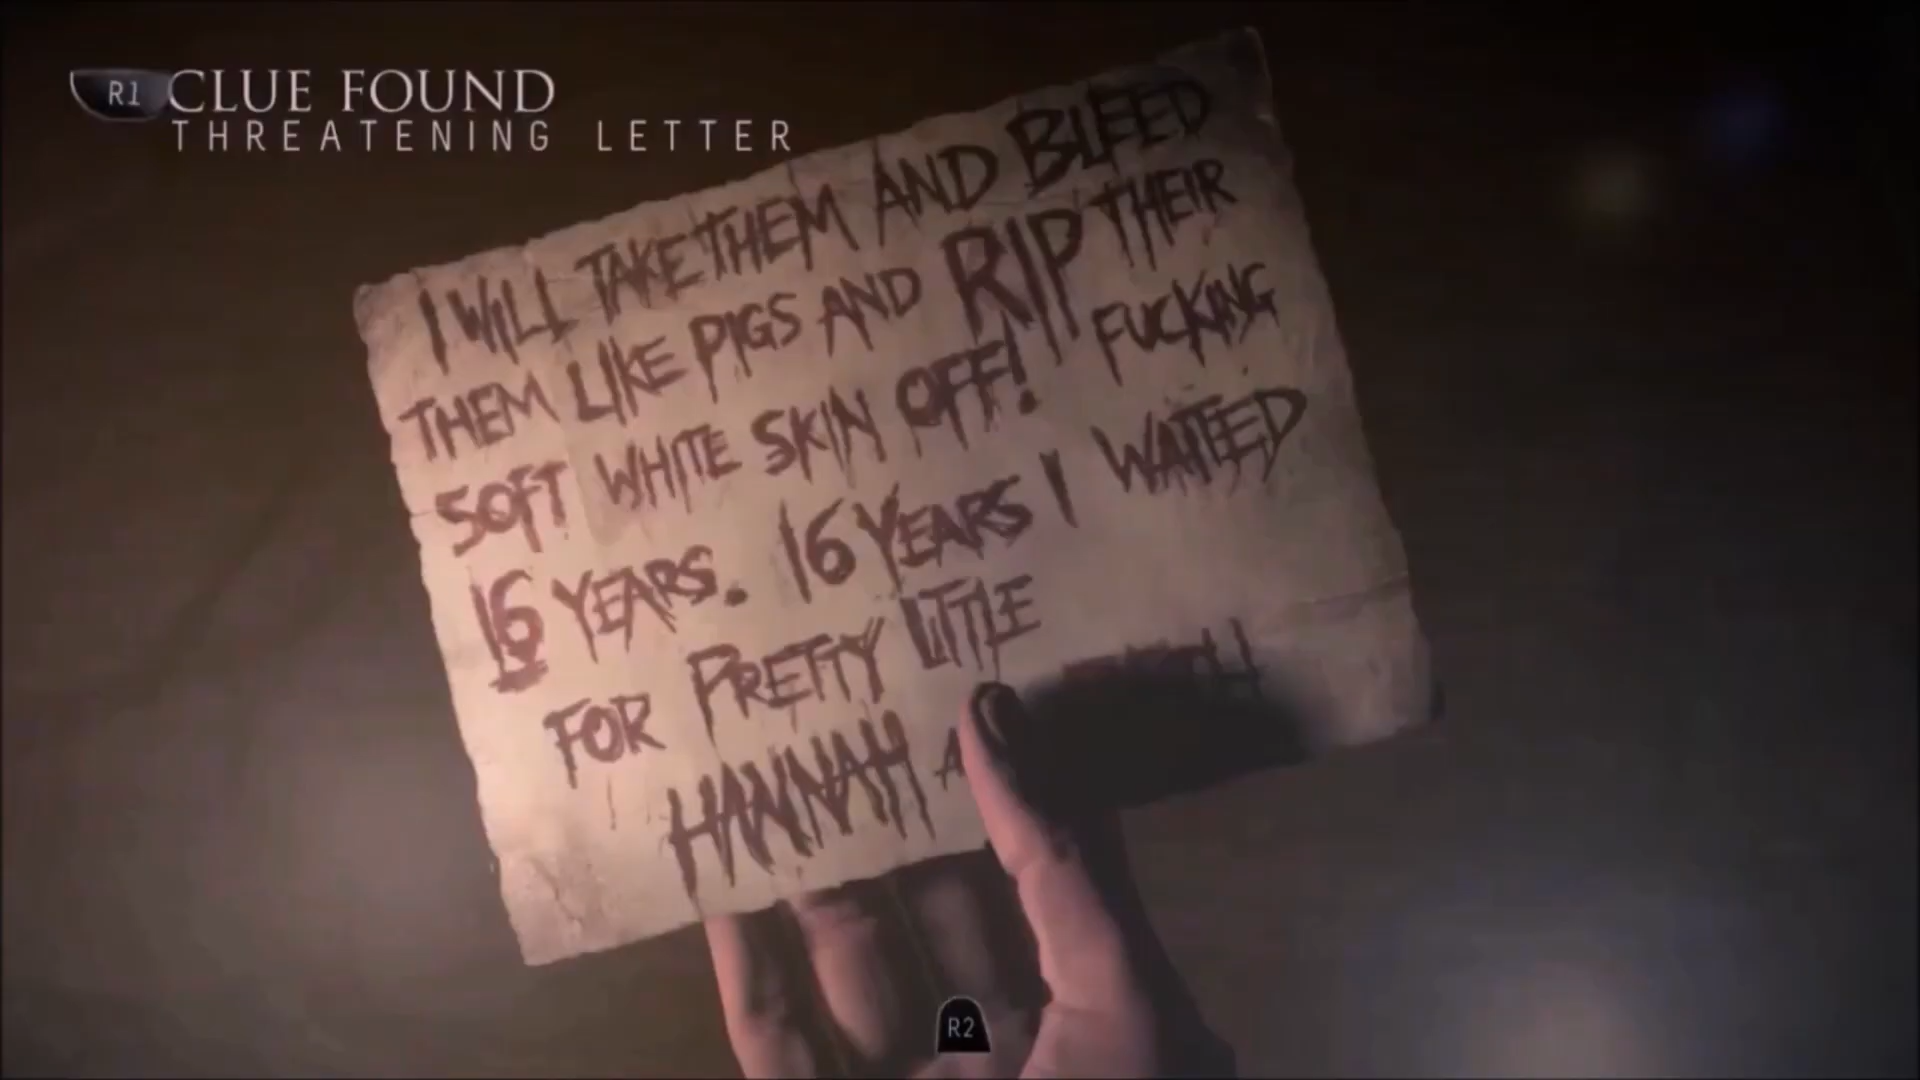 R1 CLUE FOUND
THREATENING LETTER
I WILL TAKE THEM AND BLEED
THEM LIKE PIGS AND RIP THEIR
SOFT WHITE SKIN OFF! FUCKING
16 YEARS. 16 YEARS I WAITED
FOR PRETTY LITTLE
HANNAH
R2